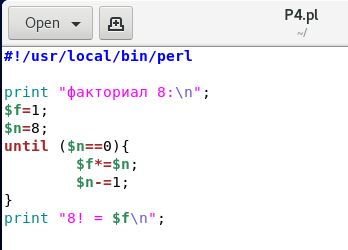 Open
P4.pl
~/
#!/usr/local/bin/perl

print "факториал 8:\n";
$f=1;
$n=8;
until ($n==0){
        $f*=$n;
        $n-=1;
}
print "8! = $f\n";